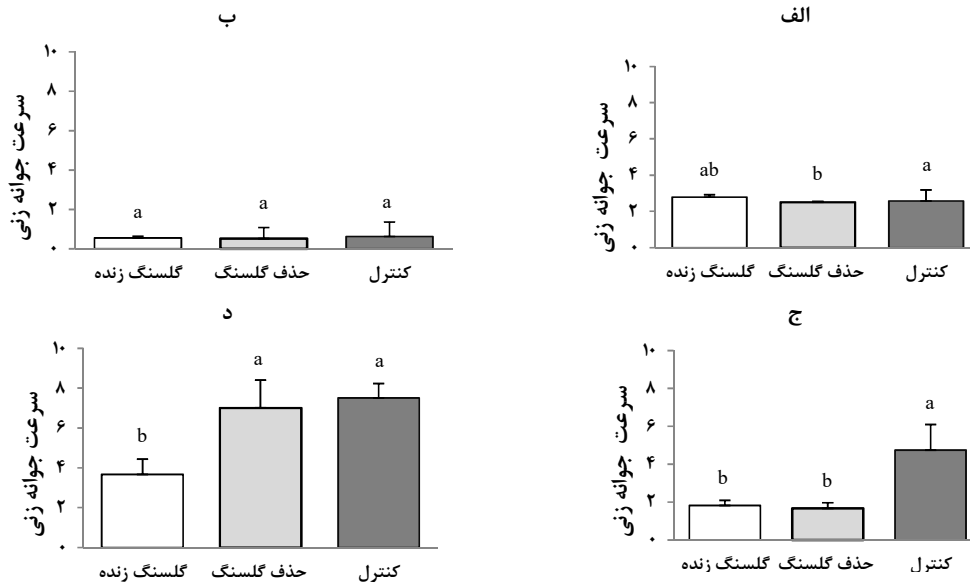 الف
سرعت جوانه زنی
۱۰
۸
۶
۴
۲
۰
a
b
ab
کنترل
حذف گلسنگ
گلسنگ زنده
ب
سرعت جوانه زنی
۱۰
۸
۶
۴
۲
۰
a
a
a
کنترل
حذف گلسنگ
گلسنگ زنده
ج
سرعت جوانه زنی
۱۰
۸
۶
۴
۲
۰
a
b
b
کنترل
حذف گلسنگ
گلسنگ زنده
د
سرعت جوانه زنی
۱۰
۸
۶
۴
۲
۰
a
a
b
کنترل
حذف گلسنگ
گلسنگ زنده